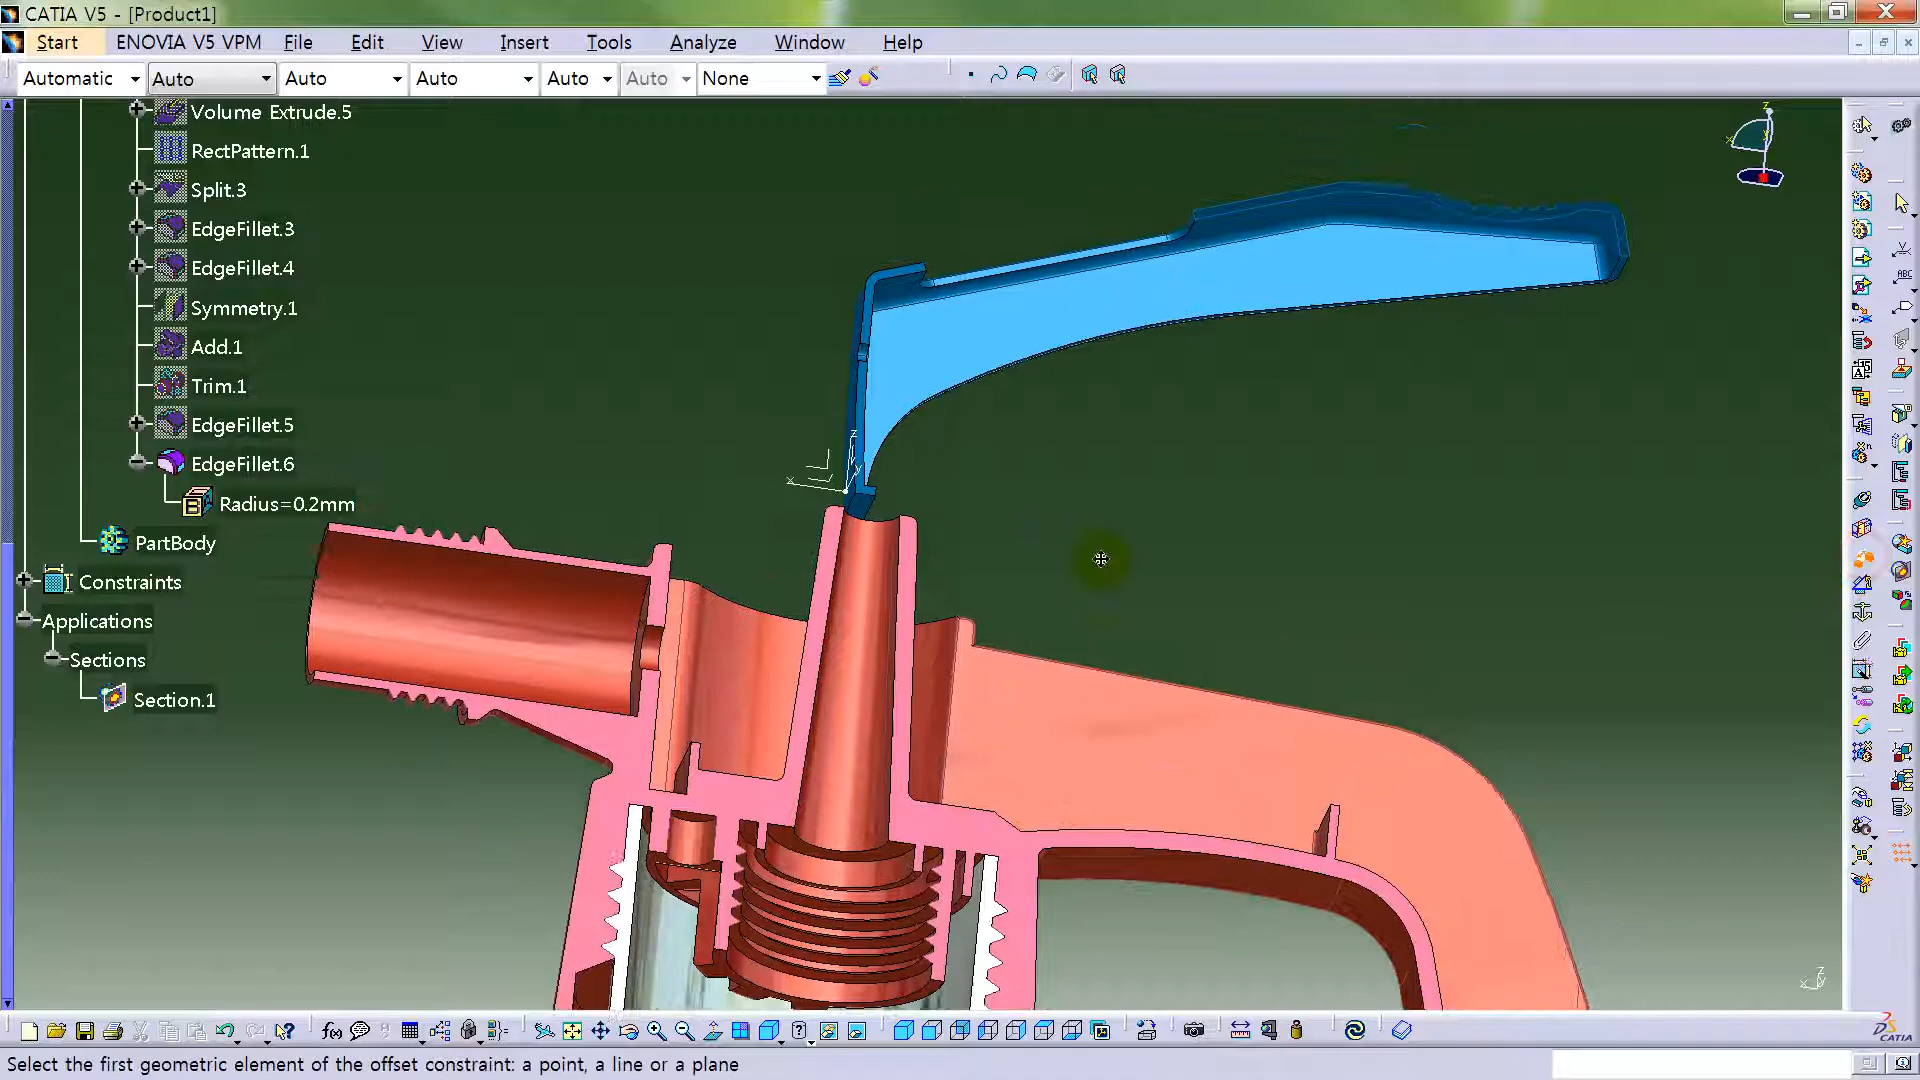 CATIA V5 - [Product1]
Start ENOVIA V5 VPM File Edit View Insert Tools Analyze Window Help
Automatic Auto Auto Auto Auto Auto None
Volume Extrude.5
RectPattern.1
Split.3
EdgeFillet.3
EdgeFillet.4
Symmetry.1
Add.1
Trim.1
EdgeFillet.5
EdgeFillet.6
Radius=0.2mm
PartBody
Constraints
Applications
Sections
Section.1
Select the first geometric element of the offset constraint: a point, a line or a plane
CATIA